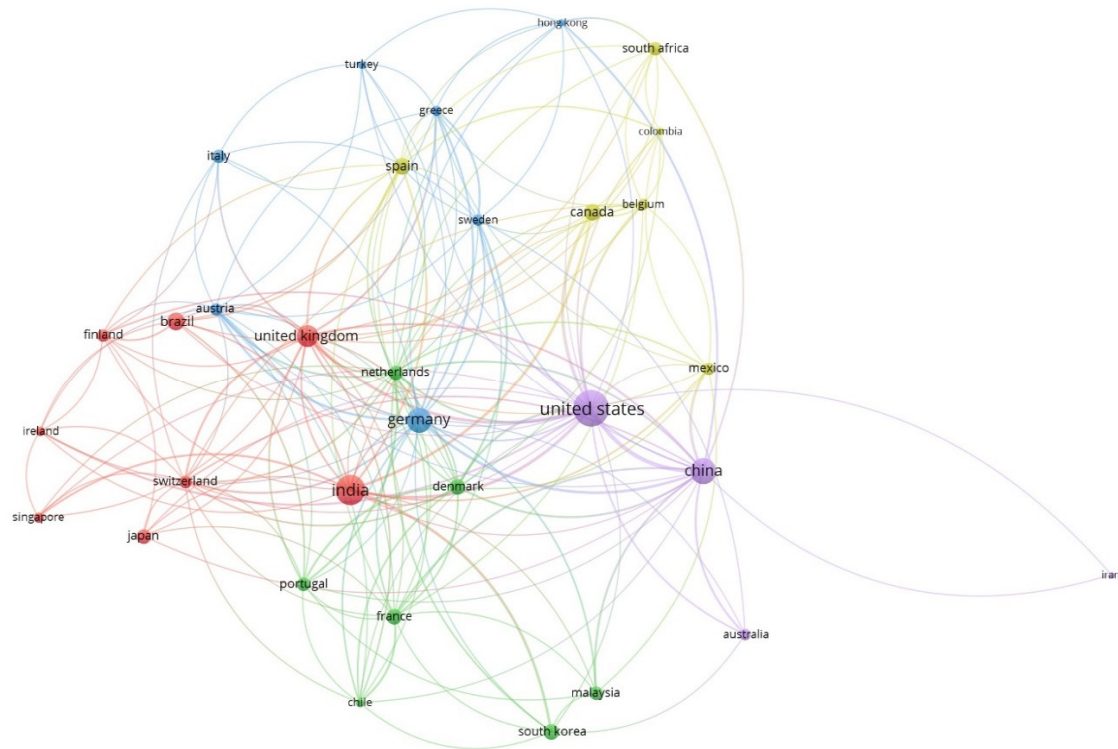 hong kong
south africa
turkey
greece
colombia
italy
spain
belgium
canada
sweden
austria
brazil
finland
united kingdom
mexico
netherlands
united states
germany
ireland
china
switzerland
india
denmark
singapore
japan
iran
portugal
france
australia
malaysia
chile
south korea